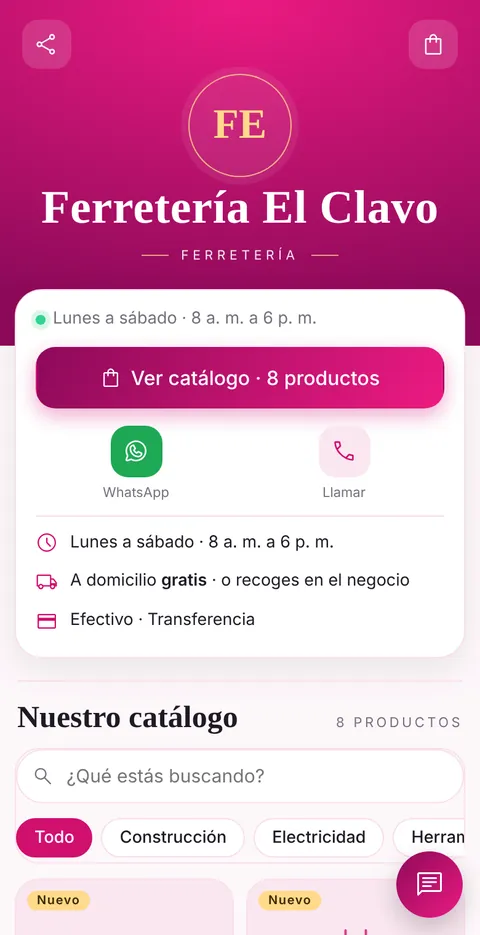 FE
Ferretería El Clavo
FERRETERÍA
Lunes a sábado · 8 a. m. a 6 p. m.
Ver catálogo · 8 productos
WhatsApp
Llamar
Lunes a sábado · 8 a. m. a 6 p. m.
A domicilio gratis · o recoges en el negocio
Efectivo · Transferencia
Nuestro catálogo
8 PRODUCTOS
¿Qué estás buscando?
Todo
Construcción
Electricidad
Herram
Nuevo
Nuevo